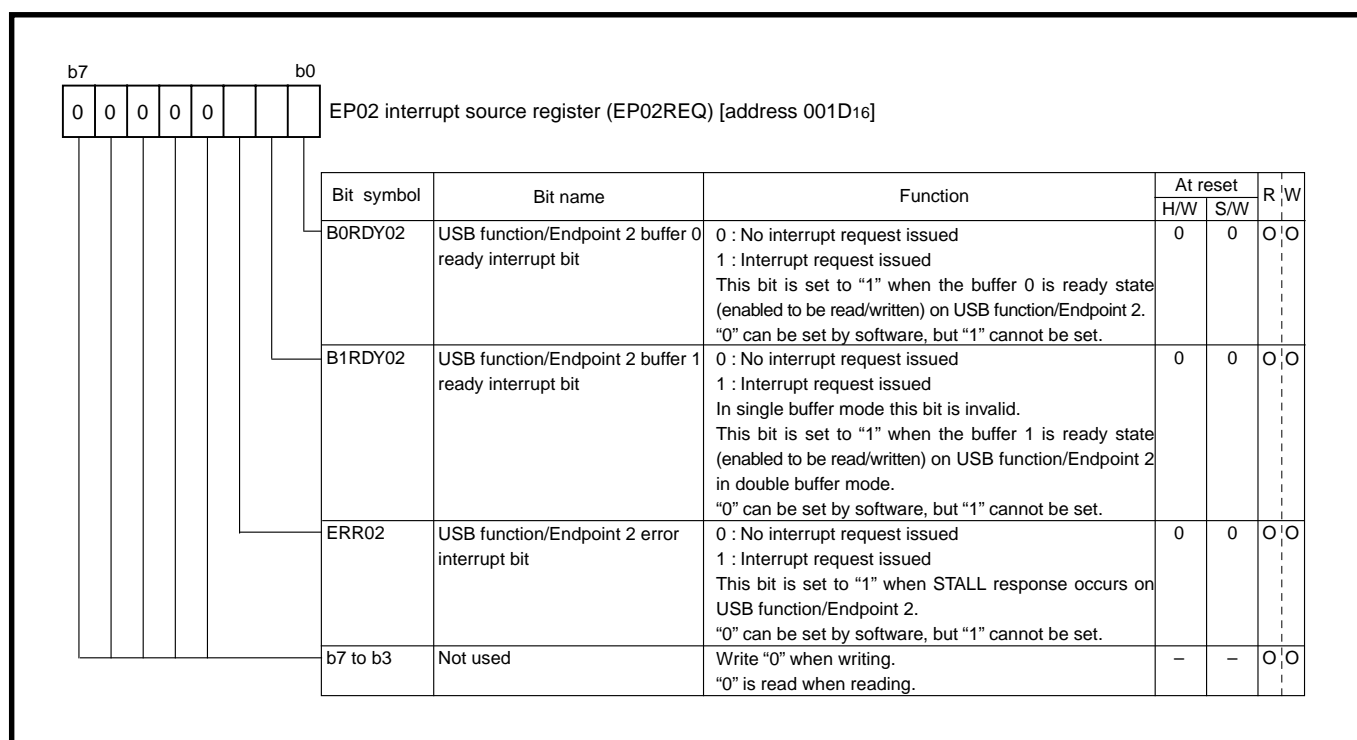 b7 b0
0 0 0 0 0 EP02 interrupt source register (EP02REQ) [address 001D16]
Bit symbol Bit name Function At reset R W
H/W S/W
B0RDY02 USB function/Endpoint 2 buffer 0 0 : No interrupt request issued 0 0 O O
ready interrupt bit 1 : Interrupt request issued
This bit is set to “1” when the buffer 0 is ready state
(enabled to be read/written) on USB function/Endpoint 2.
“0” can be set by software, but “1” cannot be set.
B1RDY02 USB function/Endpoint 2 buffer 1 0 : No interrupt request issued 0 0 O O
ready interrupt bit 1 : Interrupt request issued
In single buffer mode this bit is invalid.
This bit is set to “1” when the buffer 1 is ready state
(enabled to be read/written) on USB function/Endpoint 2
in double buffer mode.
“0” can be set by software, but “1” cannot be set.
ERR02 USB function/Endpoint 2 error 0 : No interrupt request issued 0 0 O O
interrupt bit 1 : Interrupt request issued
This bit is set to “1” when STALL response occurs on
USB function/Endpoint 2.
“0” can be set by software, but “1” cannot be set.
b7 to b3 Not used Write “0” when writing. – – O O
“0” is read when reading.